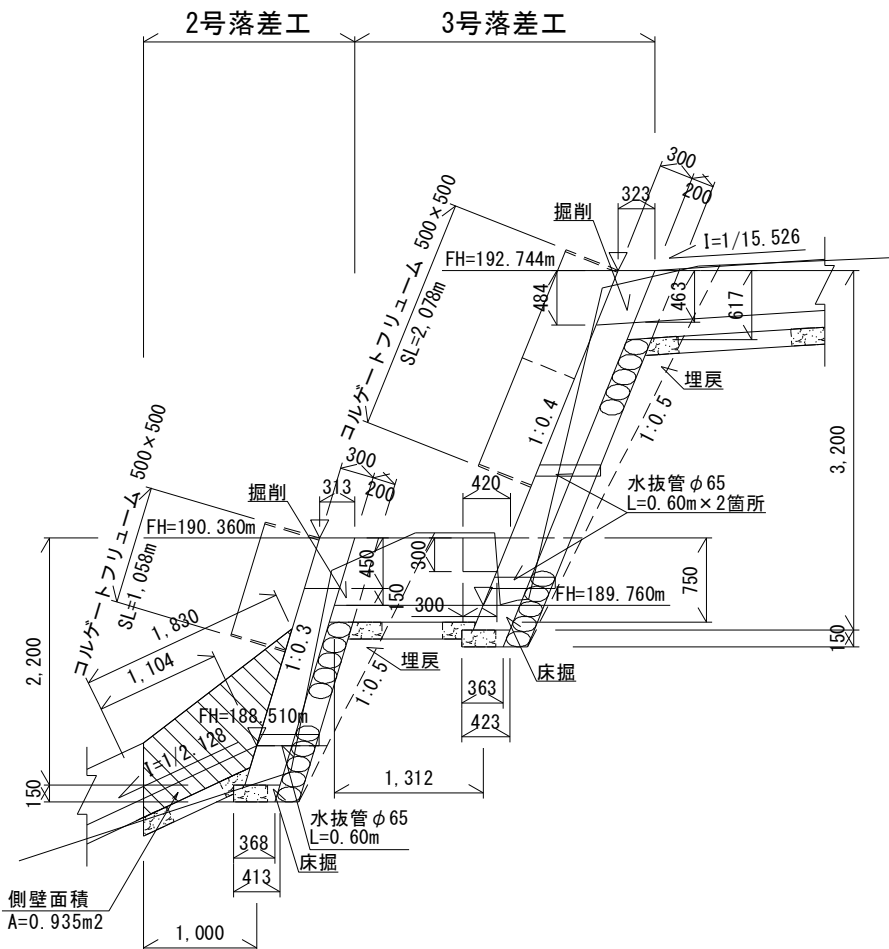 2号落差工
3号落差工
300
200
323
掘削
I=1/15.526
FH=192.744m
コルゲートフリューム 500×500
SL=2,078m
484
463
617
埋戻
1:0.4
1:0.5
3,200
水抜管φ65
L=0.60m×2箇所
420
300
200
313
掘削
コルゲートフリューム 500×500
SL=1,058m
FH=190.360m
450
300
150
300
FH=189.760m
750
150
1,830
1,104
1:0.3
1:0.5
埋戻
床掘
363
423
2,200
FH=188.510m
I=1/2.128
150
1,312
水抜管φ65
L=0.60m
368
床掘
413
側壁面積
A=0.935m2
1,000